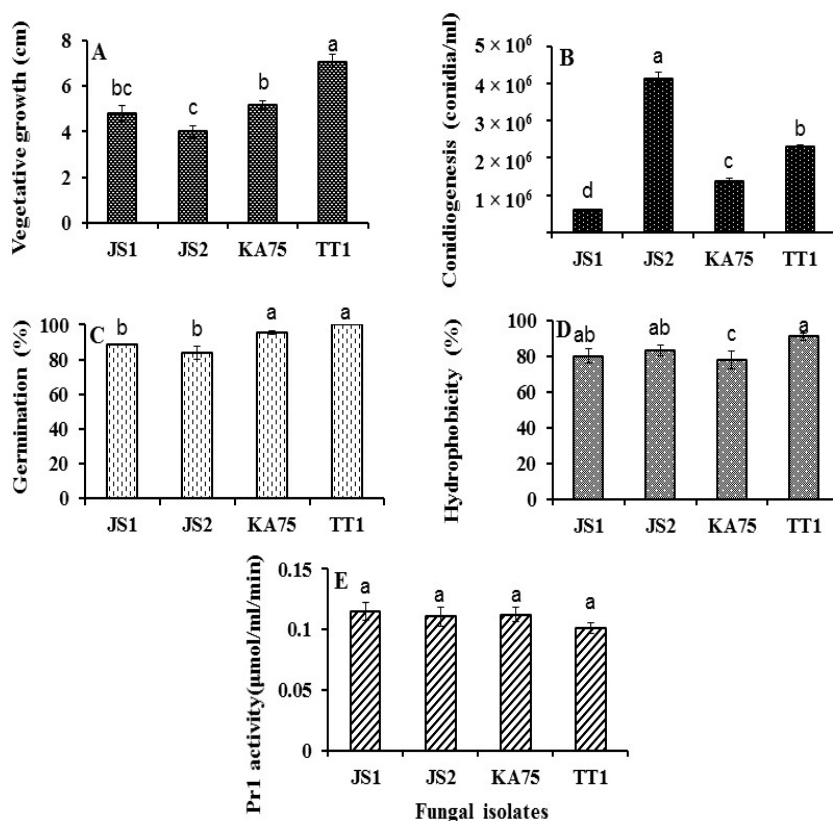 A
Vegetative growth (cm)
8
6
4
2
0
bc
c
b
a
JS1 JS2 KA75 TT1
B
Conidiogenesis (conidia/ml)
5 × 10⁶
4 × 10⁶
3 × 10⁶
2 × 10⁶
1 × 10⁶
d
a
c
b
JS1 JS2 KA75 TT1
C
Germination (%)
100
80
60
40
20
0
b
b
a
a
JS1 JS2 KA75 TT1
D
Hydrophobicity (%)
100
80
60
40
20
0
ab
ab
c
a
JS1 JS2 KA75 TT1
E
Pr1 activity(µmol/ml/min)
0.15
0.1
0.05
0
a
a
a
a
JS1 JS2 KA75 TT1
Fungal isolates